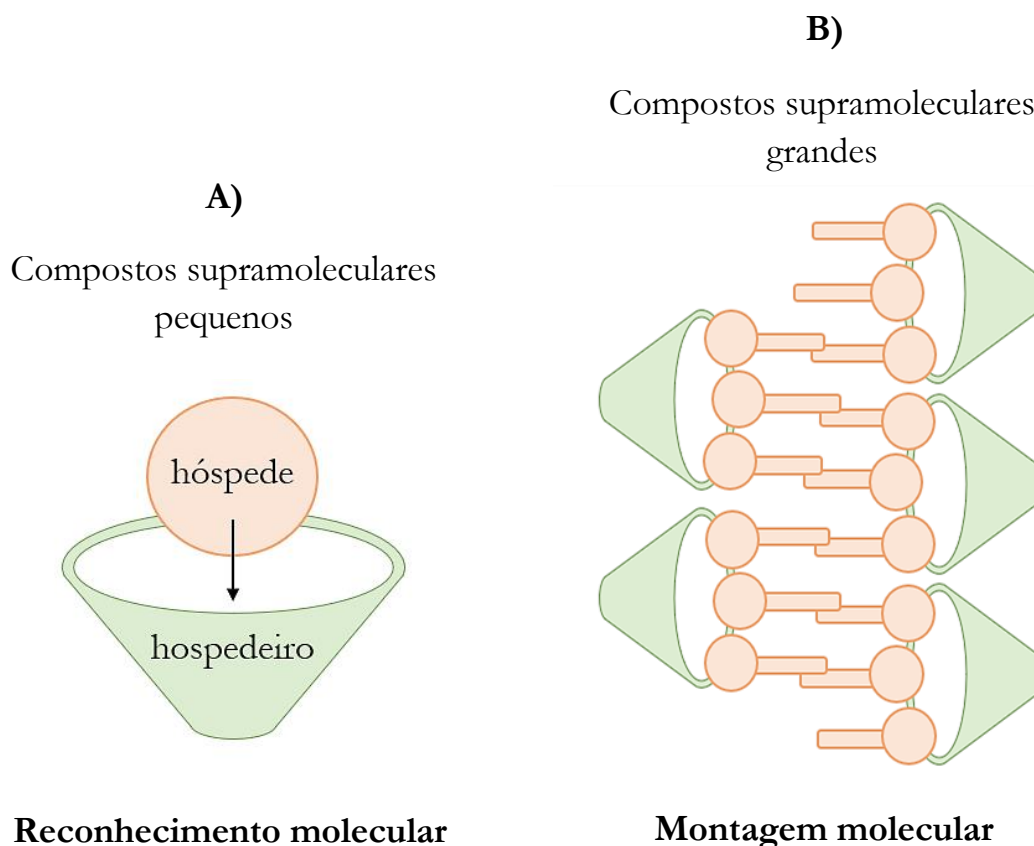 A)
Compostos supramoleculares
pequenos
hóspede
hospedeiro
Reconhecimento molecular
B)
Compostos supramoleculares
grandes
Montagem molecular